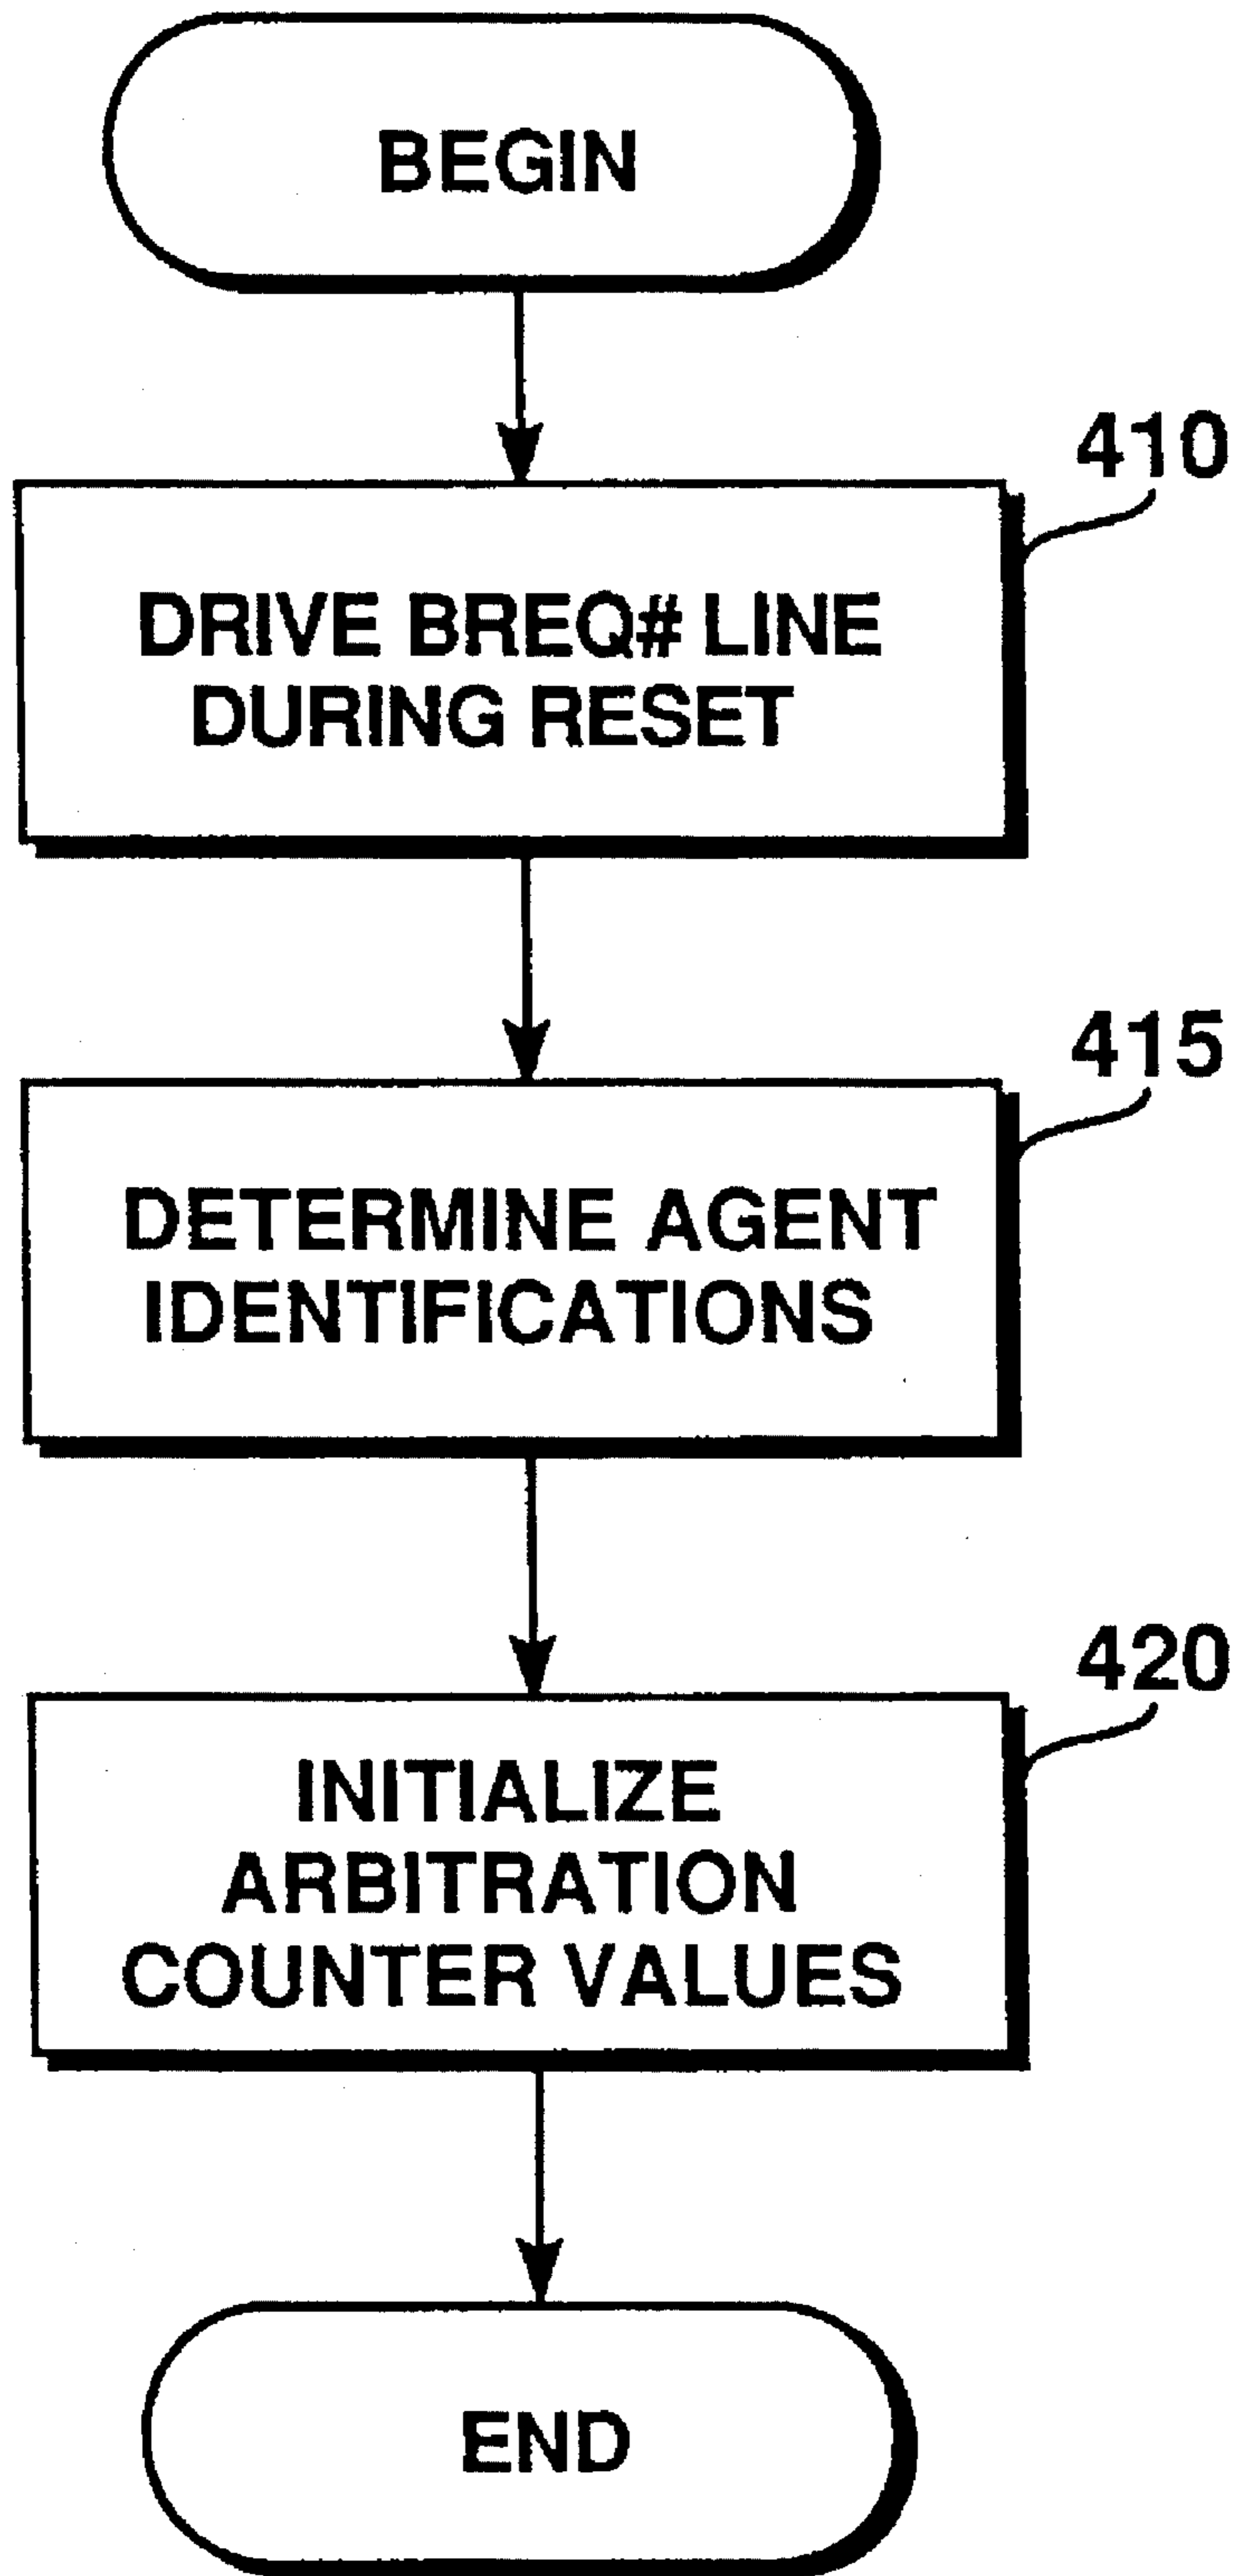 BEGIN
410
DRIVE BREQ# LINE
DURING RESET
415
DETERMINE AGENT
IDENTIFICATIONS
420
INITIALIZE
ARBITRATION
COUNTER VALUES
END